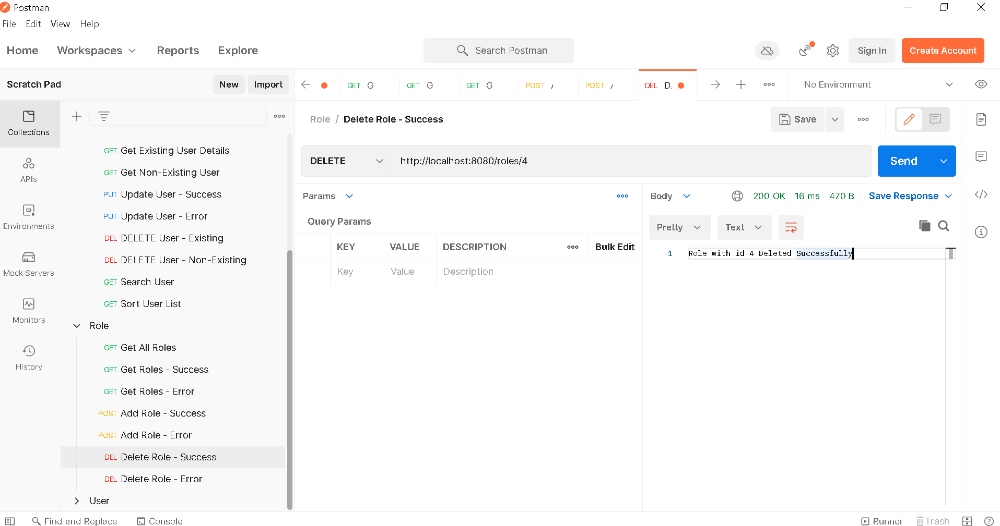 Postman
File Edit View Help
Home Workspaces Reports Explore
Search Postman
Sign In
Create Account
Scratch Pad
New
Import
GET G
GET G
GET G
POST
POST
DEL D.
No Environment
Collections
APIs
Environments
Mock Servers
Monitors
History
GET Get Existing User Details
GET Get Non-Existing User
PUT Update User - Success
PUT Update User - Error
DEL DELETE User - Existing
DEL DELETE User - Non-Existing
GET Search User
GET Sort User List
Role
GET Get All Roles
GET Get Roles - Success
GET Get Roles - Error
POST Add Role - Success
POST Add Role - Error
DEL Delete Role - Success
DEL Delete Role - Error
User
Role / Delete Role - Success
Save
DELETE
http://localhost:8080/roles/4
Send
Params
Query Params
KEY VALUE DESCRIPTION Bulk Edit
Key Value Description
Body
200 OK 16 ms 470 B Save Response
Pretty
Text
1 Role with id 4 Deleted Successfully
Find and Replace
Console
Runner
Trash